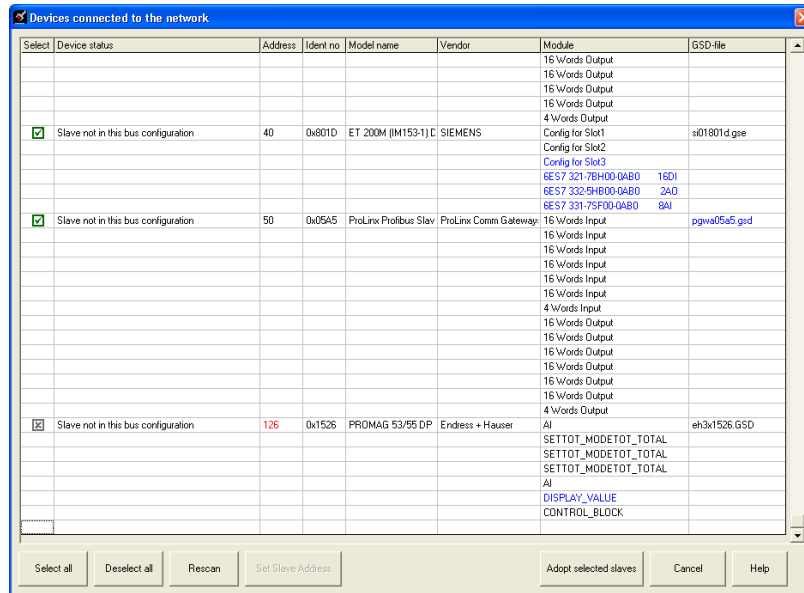 Devices connected to the network
Select Device status Address Ident no Model name Vendor Module GSD-file
16 Words Output
16 Words Output
16 Words Output
16 Words Output
4 Words Output
Slave not in this bus configuration 40 0x801D ET 200M (IM153-1) D SIEMENS Config for Slot1 si01801d.gse
Config for Slot2
Config for Slot3
6ES7 321-7BH00-0AB0 16DI
6ES7 332-5HB00-0AB0 2AO
6ES7 331-7SF00-0AB0 8AI
Slave not in this bus configuration 50 0x05A5 ProLinx Profibus Slav ProLinx Comm Gateway: 16 Words Input pgwa05a5.gsd
16 Words Input
16 Words Input
16 Words Input
16 Words Input
16 Words Input
4 Words Input
16 Words Output
16 Words Output
16 Words Output
16 Words Output
16 Words Output
16 Words Output
4 Words Output
Slave not in this bus configuration 126 0x1526 PROMAG 53/55 DP Endress + Hauser AI eh3x1526.GSD
SETTOT_MODETOT_TOTAL
SETTOT_MODETOT_TOTAL
SETTOT_MODETOT_TOTAL
AI
DISPLAY_VALUE
CONTROL_BLOCK
Select all Deselect all Rescan Set Slave Address Adopt selected slaves Cancel Help